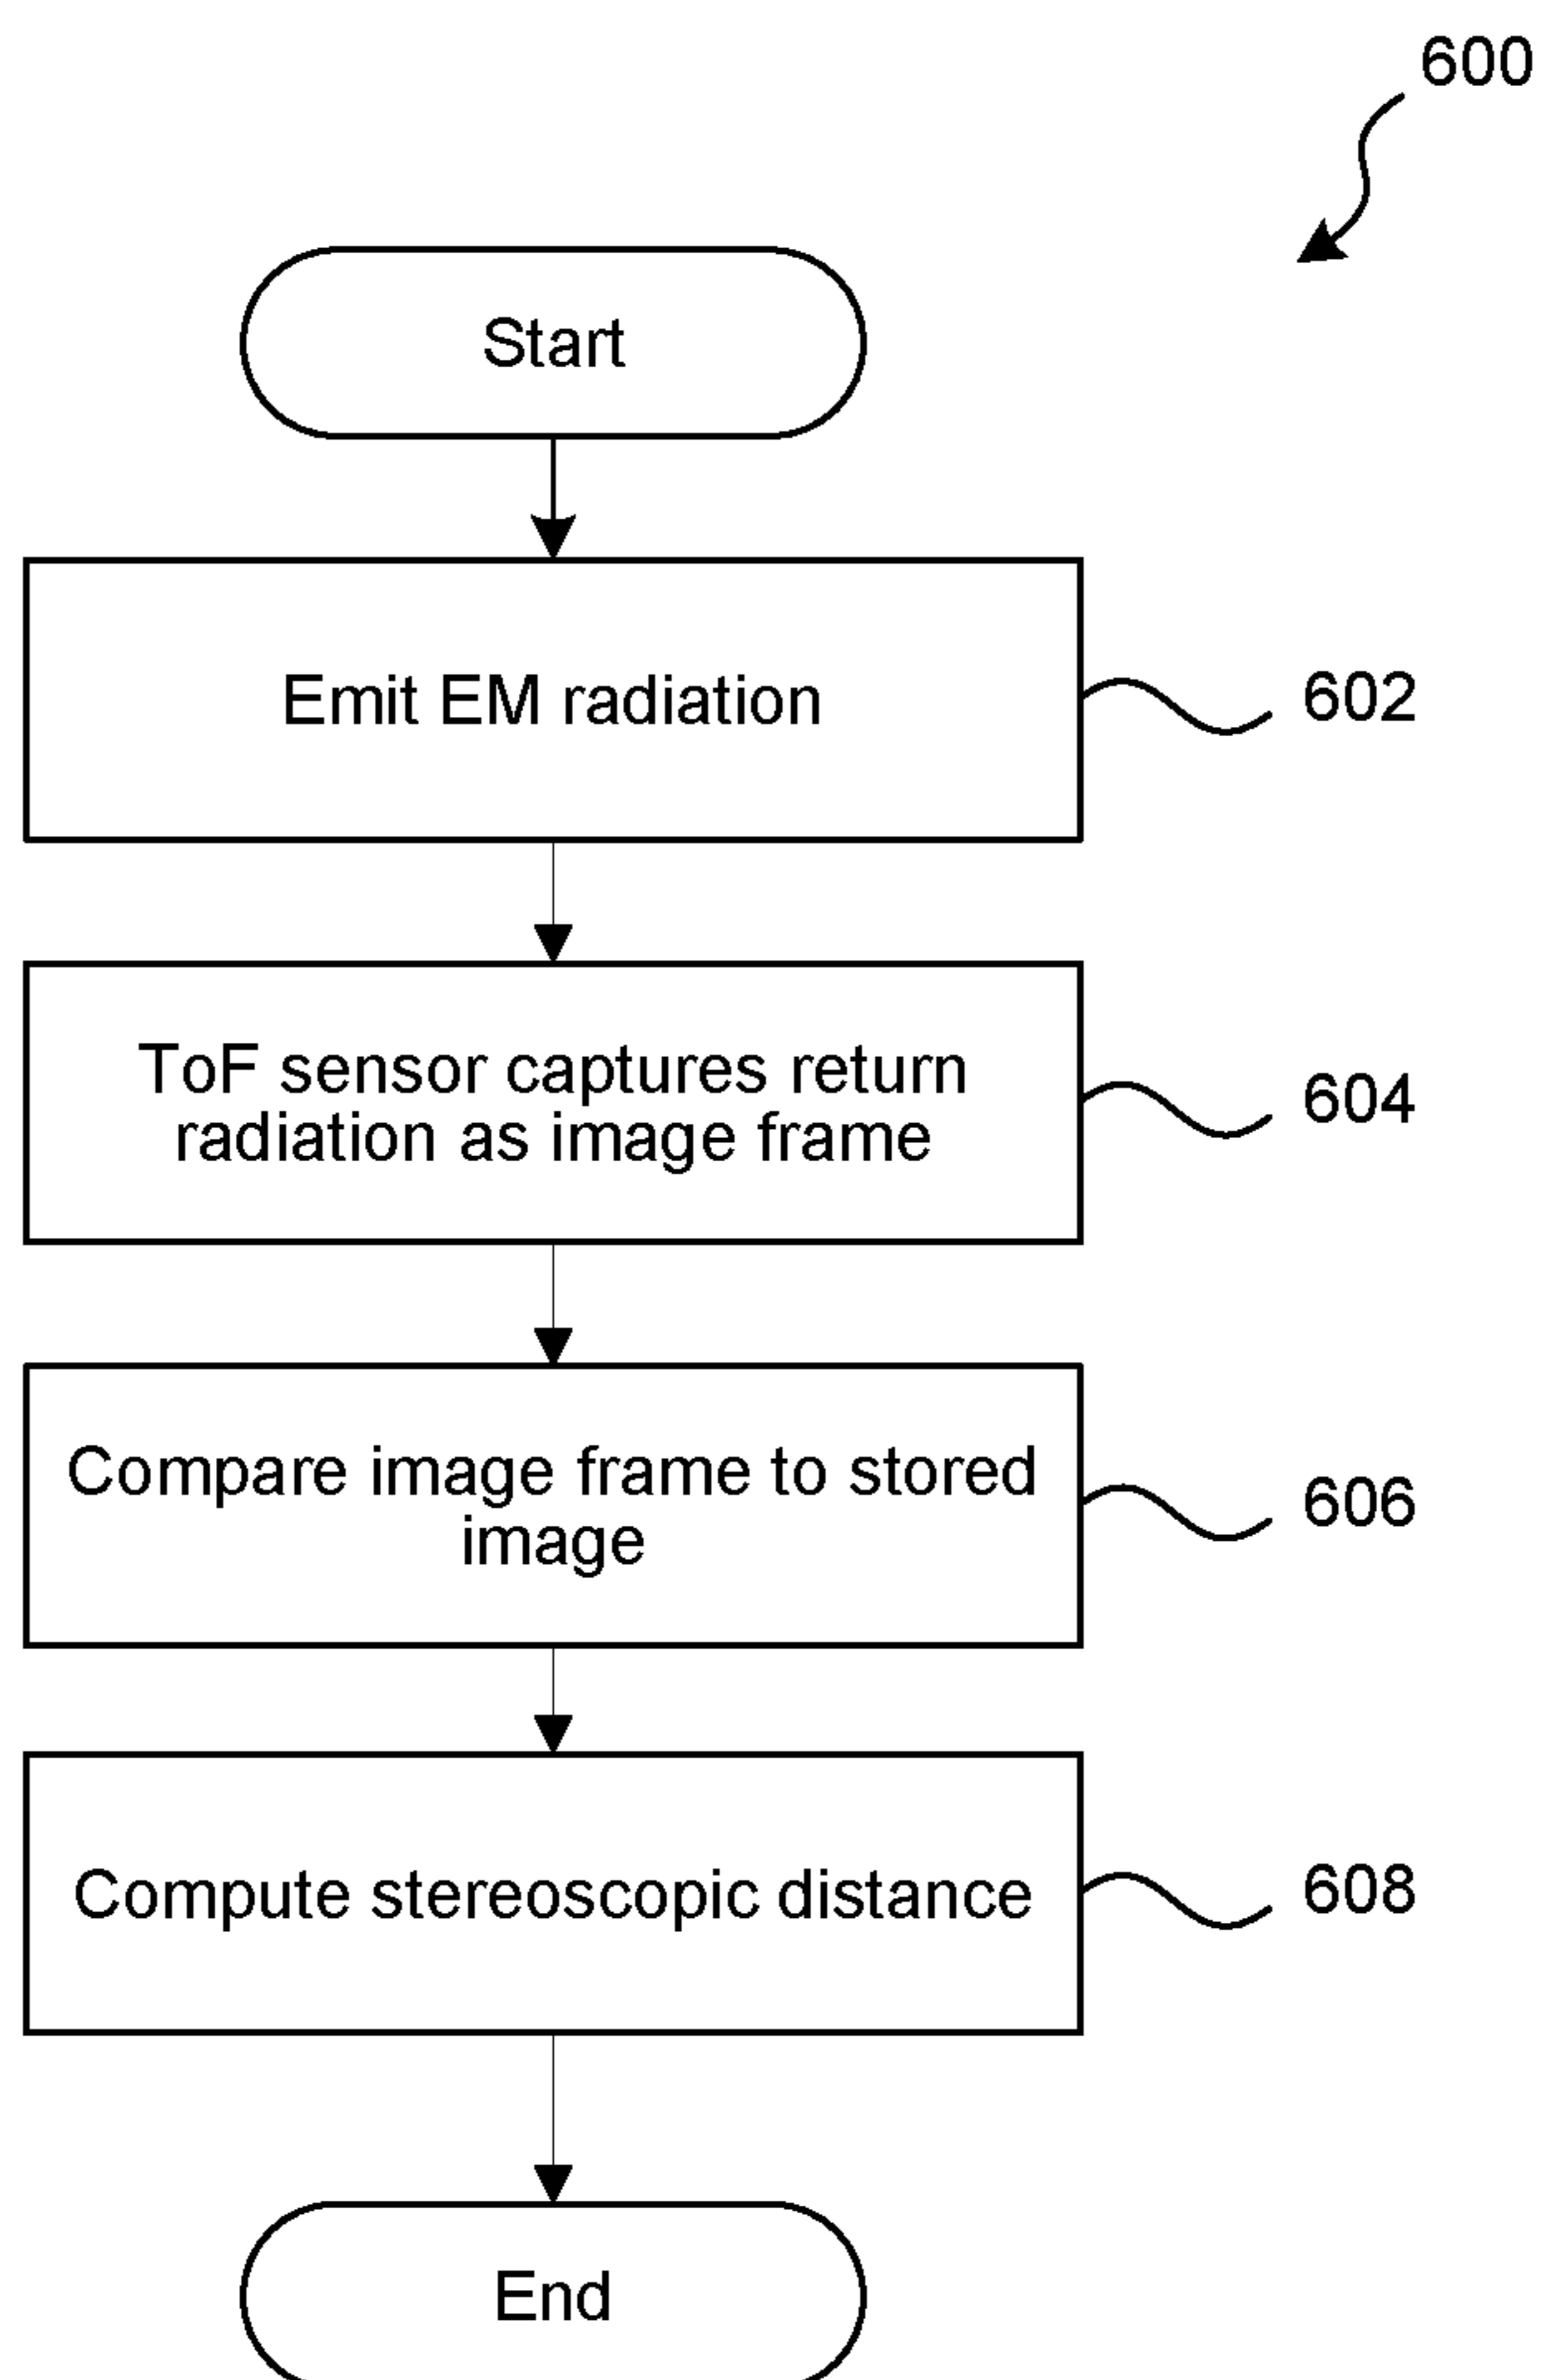 600
Start
Emit EM radiation
602
ToF sensor captures return
radiation as image frame
604
Compare image frame to stored
image
606
Compute stereoscopic distance
608
End